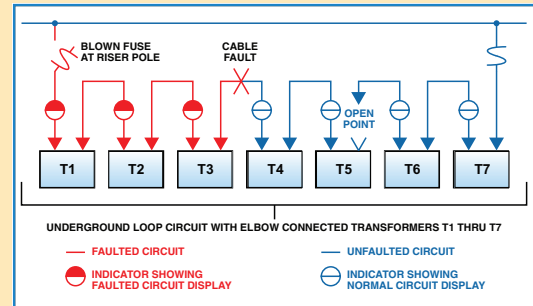 BLOWN FUSE
AT RISER POLE
CABLE
FAULT
OPEN
POINT
T1
T2
T3
T4
T5
T6
T7
UNDERGROUND LOOP CIRCUIT WITH ELBOW CONNECTED TRANSFORMERS T1 THRU T7
FAULTED CIRCUIT
UNFAULTED CIRCUIT
INDICATOR SHOWING
FAULTED CIRCUIT DISPLAY
INDICATOR SHOWING
NORMAL CIRCUIT DISPLAY